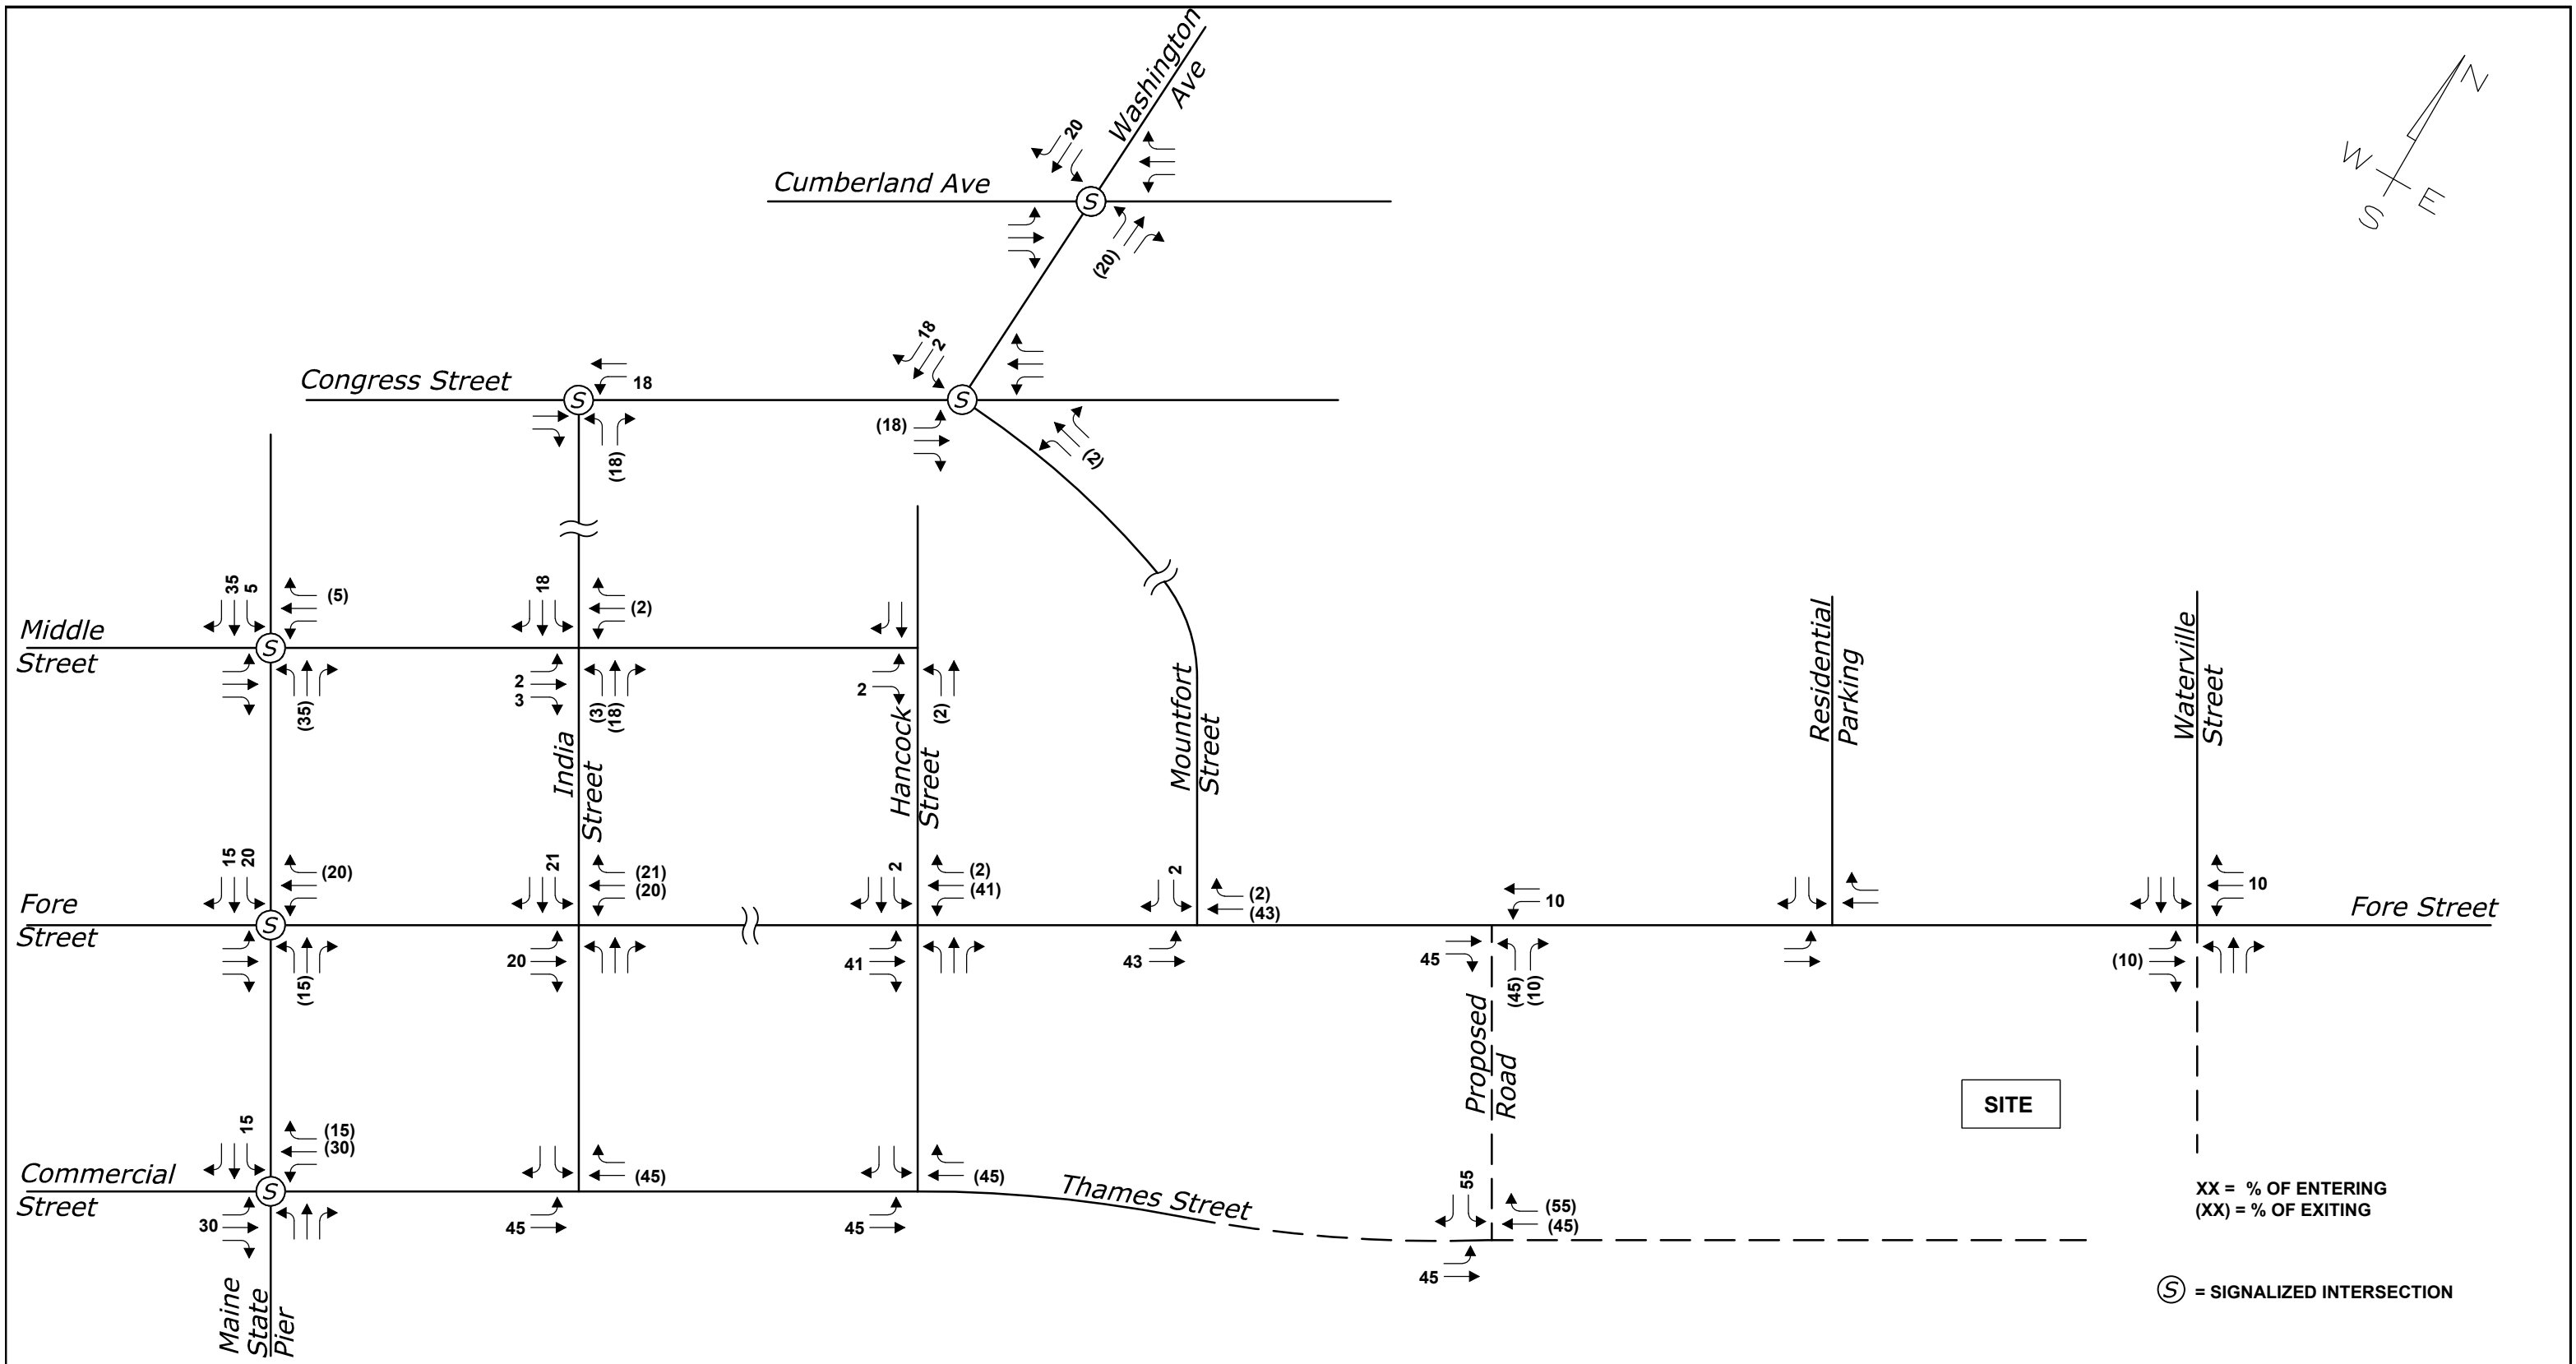 Washington
Ave
N
W
E
S
20
Cumberland Ave
S
(20)
18
2
Congress Street
18
S
S
(18)
(18)
(2)
35
5
(5)
18
(2)
Middle
Street
S
2
3
2
(35)
(3)
(18)
(2)
India
Street
Hancock
Street
Mountfort
Street
Residential
Parking
Waterville
Street
15
20
(20)
21
(21)
(20)
2
(2)
(41)
2
(2)
(43)
10
10
Fore
Street
S
Fore Street
20
41
43
45
(10)
(15)
(45)
(10)
Proposed
Road
SITE
15
(15)
(30)
(45)
(45)
55
(55)
(45)
Commercial
Street
S
Thames Street
30
45
45
45
Maine
State
Pier
XX = % OF ENTERING
(XX) = % OF EXITING
S = SIGNALIZED INTERSECTION